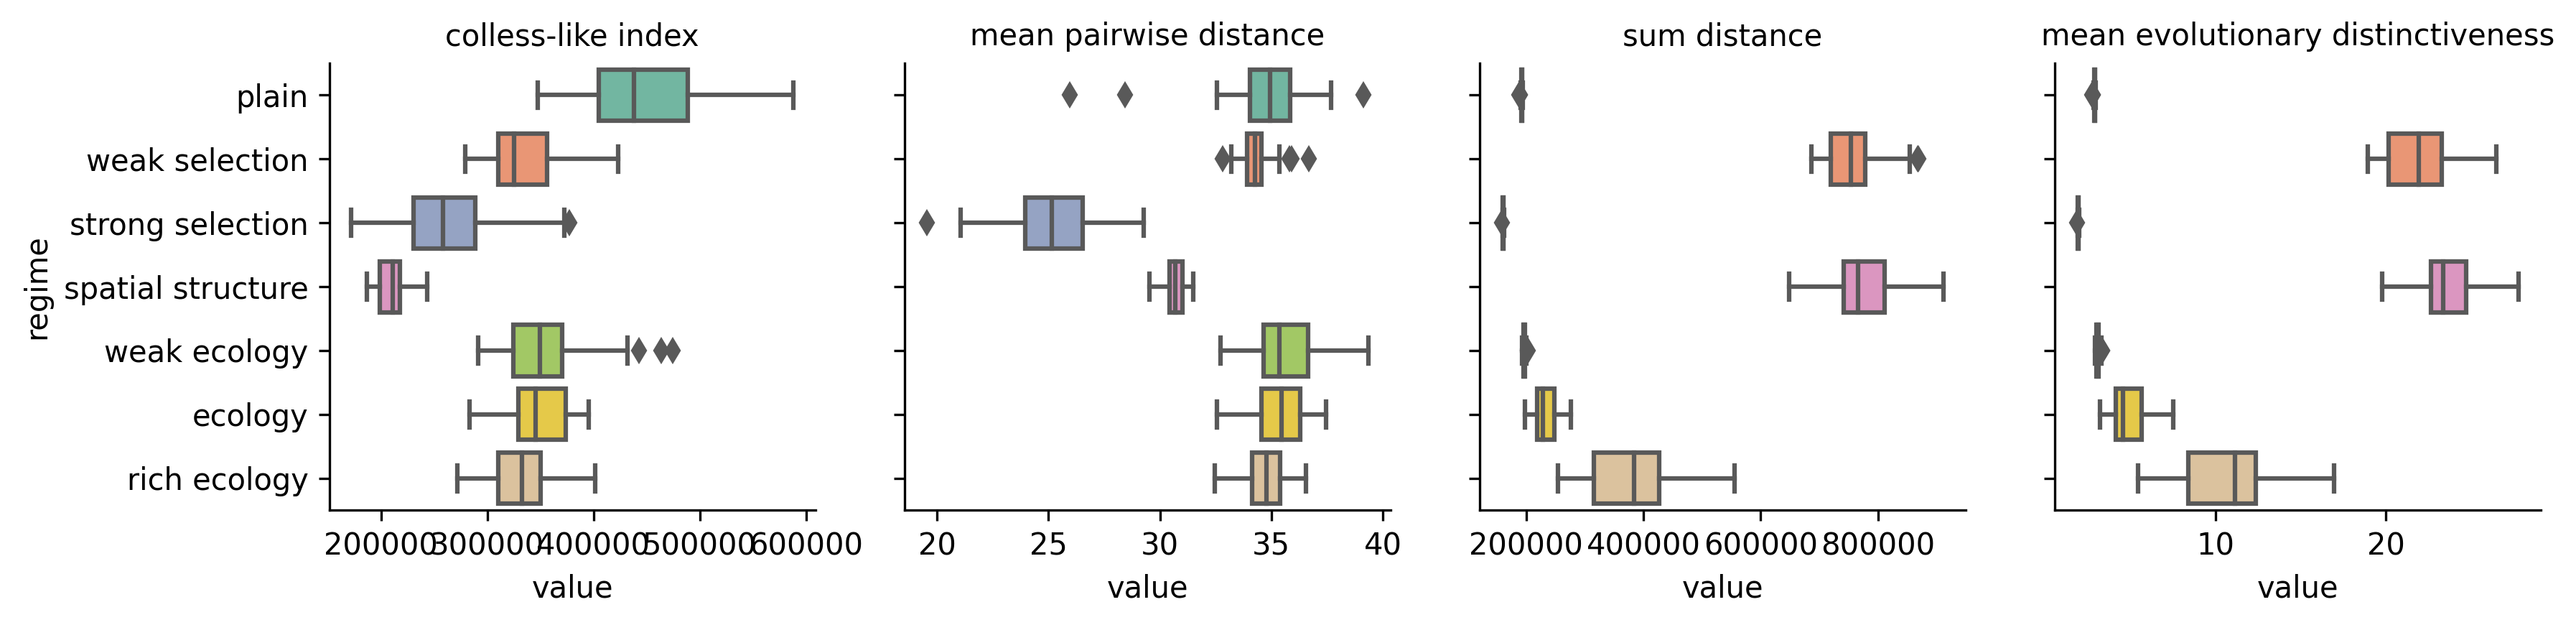 colless-like index
mean pairwise distance
sum distance
mean evolutionary distinctiveness
regime
plain
weak selection
strong selection
spatial structure
weak ecology
ecology
rich ecology
200000 300000 400000 500000 600000
20 25 30 35 40
200000 400000 600000 800000
10 20
value
value
value
value